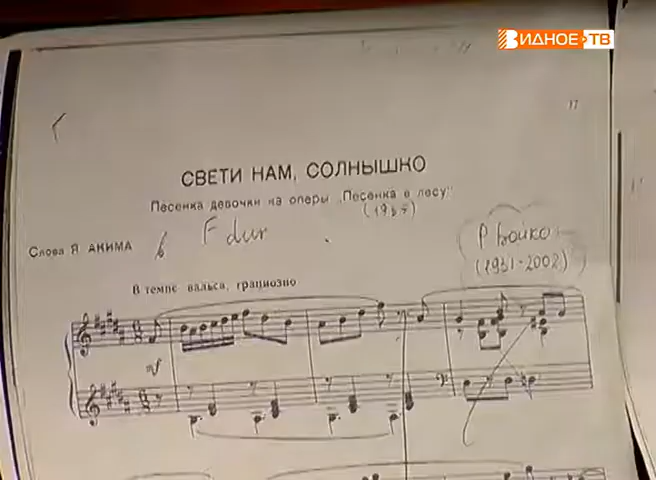 ВИДНОЕ ТВ
17
СВЕТИ НАМ, СОЛНЫШКО
Песенка девочки из оперы „Песенка в лесу"
Слова Я АКИМА
в F dur
Р Бойко
(1931-2002)
В темпе вальса, грациозно
mf